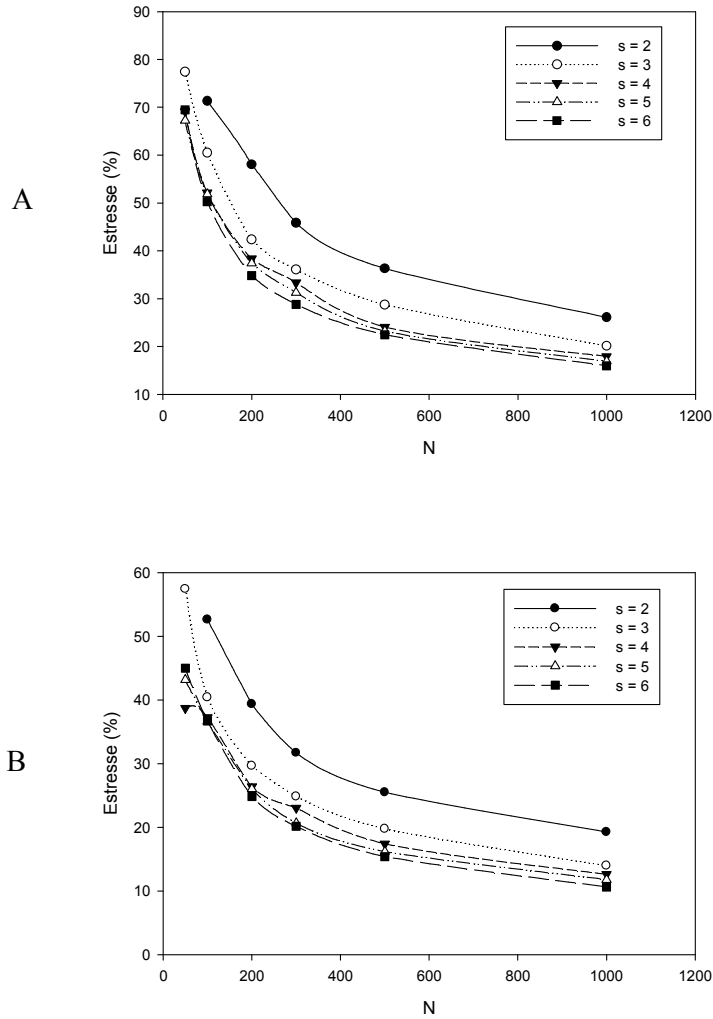 A
Estresse (%)
90
80
70
60
50
40
30
20
10
0 200 400 600 800 1000 1200
N
s = 2
s = 3
s = 4
s = 5
s = 6
B
Estresse (%)
60
50
40
30
20
10
0
0 200 400 600 800 1000 1200
N
s = 2
s = 3
s = 4
s = 5
s = 6